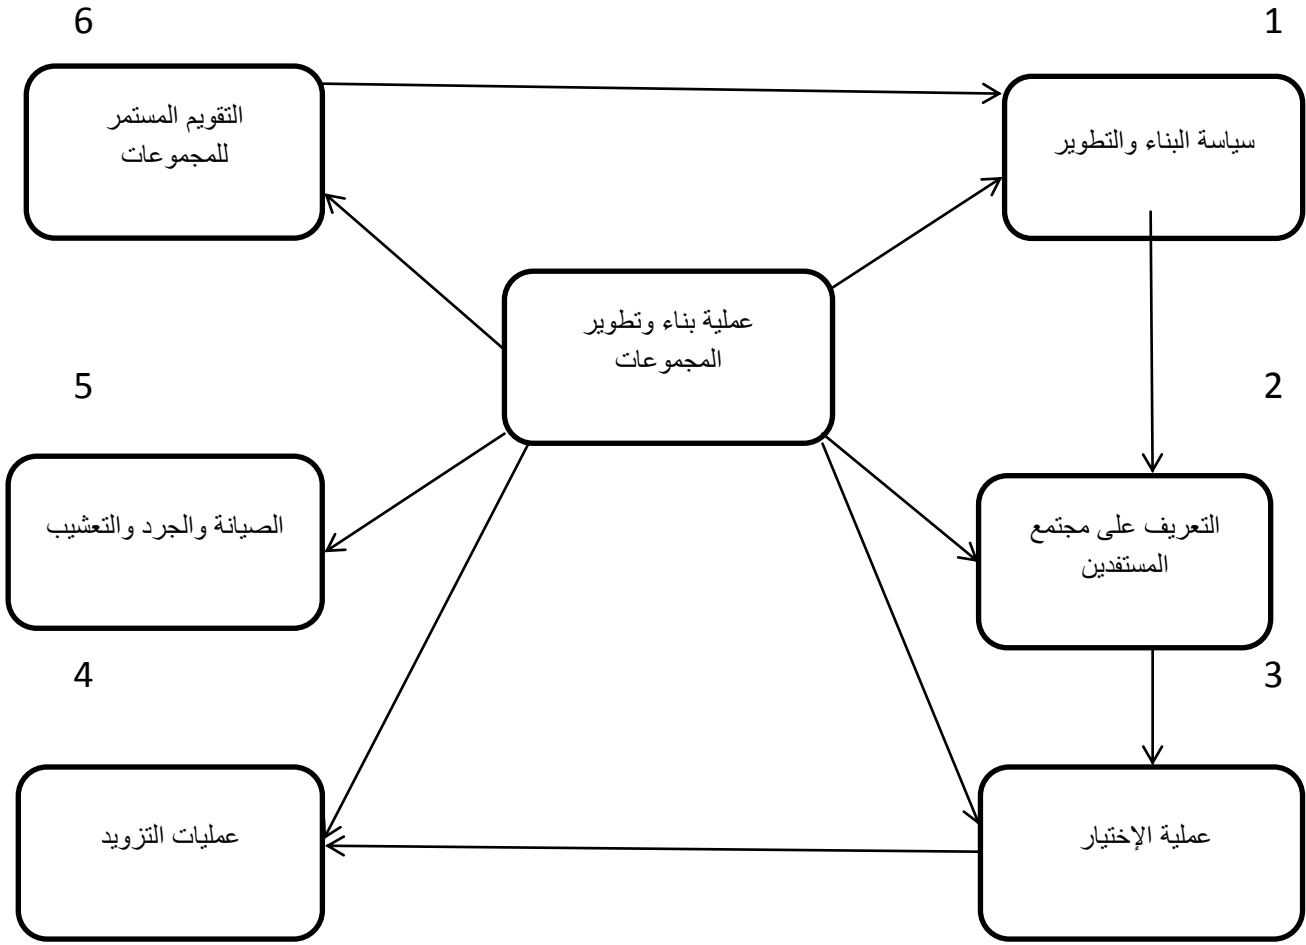 6
1
التقويم المستمر
للمجموعات
سياسة البناء والتطوير
عملية بناء وتطوير
المجموعات
5
2
الصيانة والجرد والتعشيب
التعريف على مجتمع
المستفدين
4
3
عمليات التزويد
عملية الإختيار